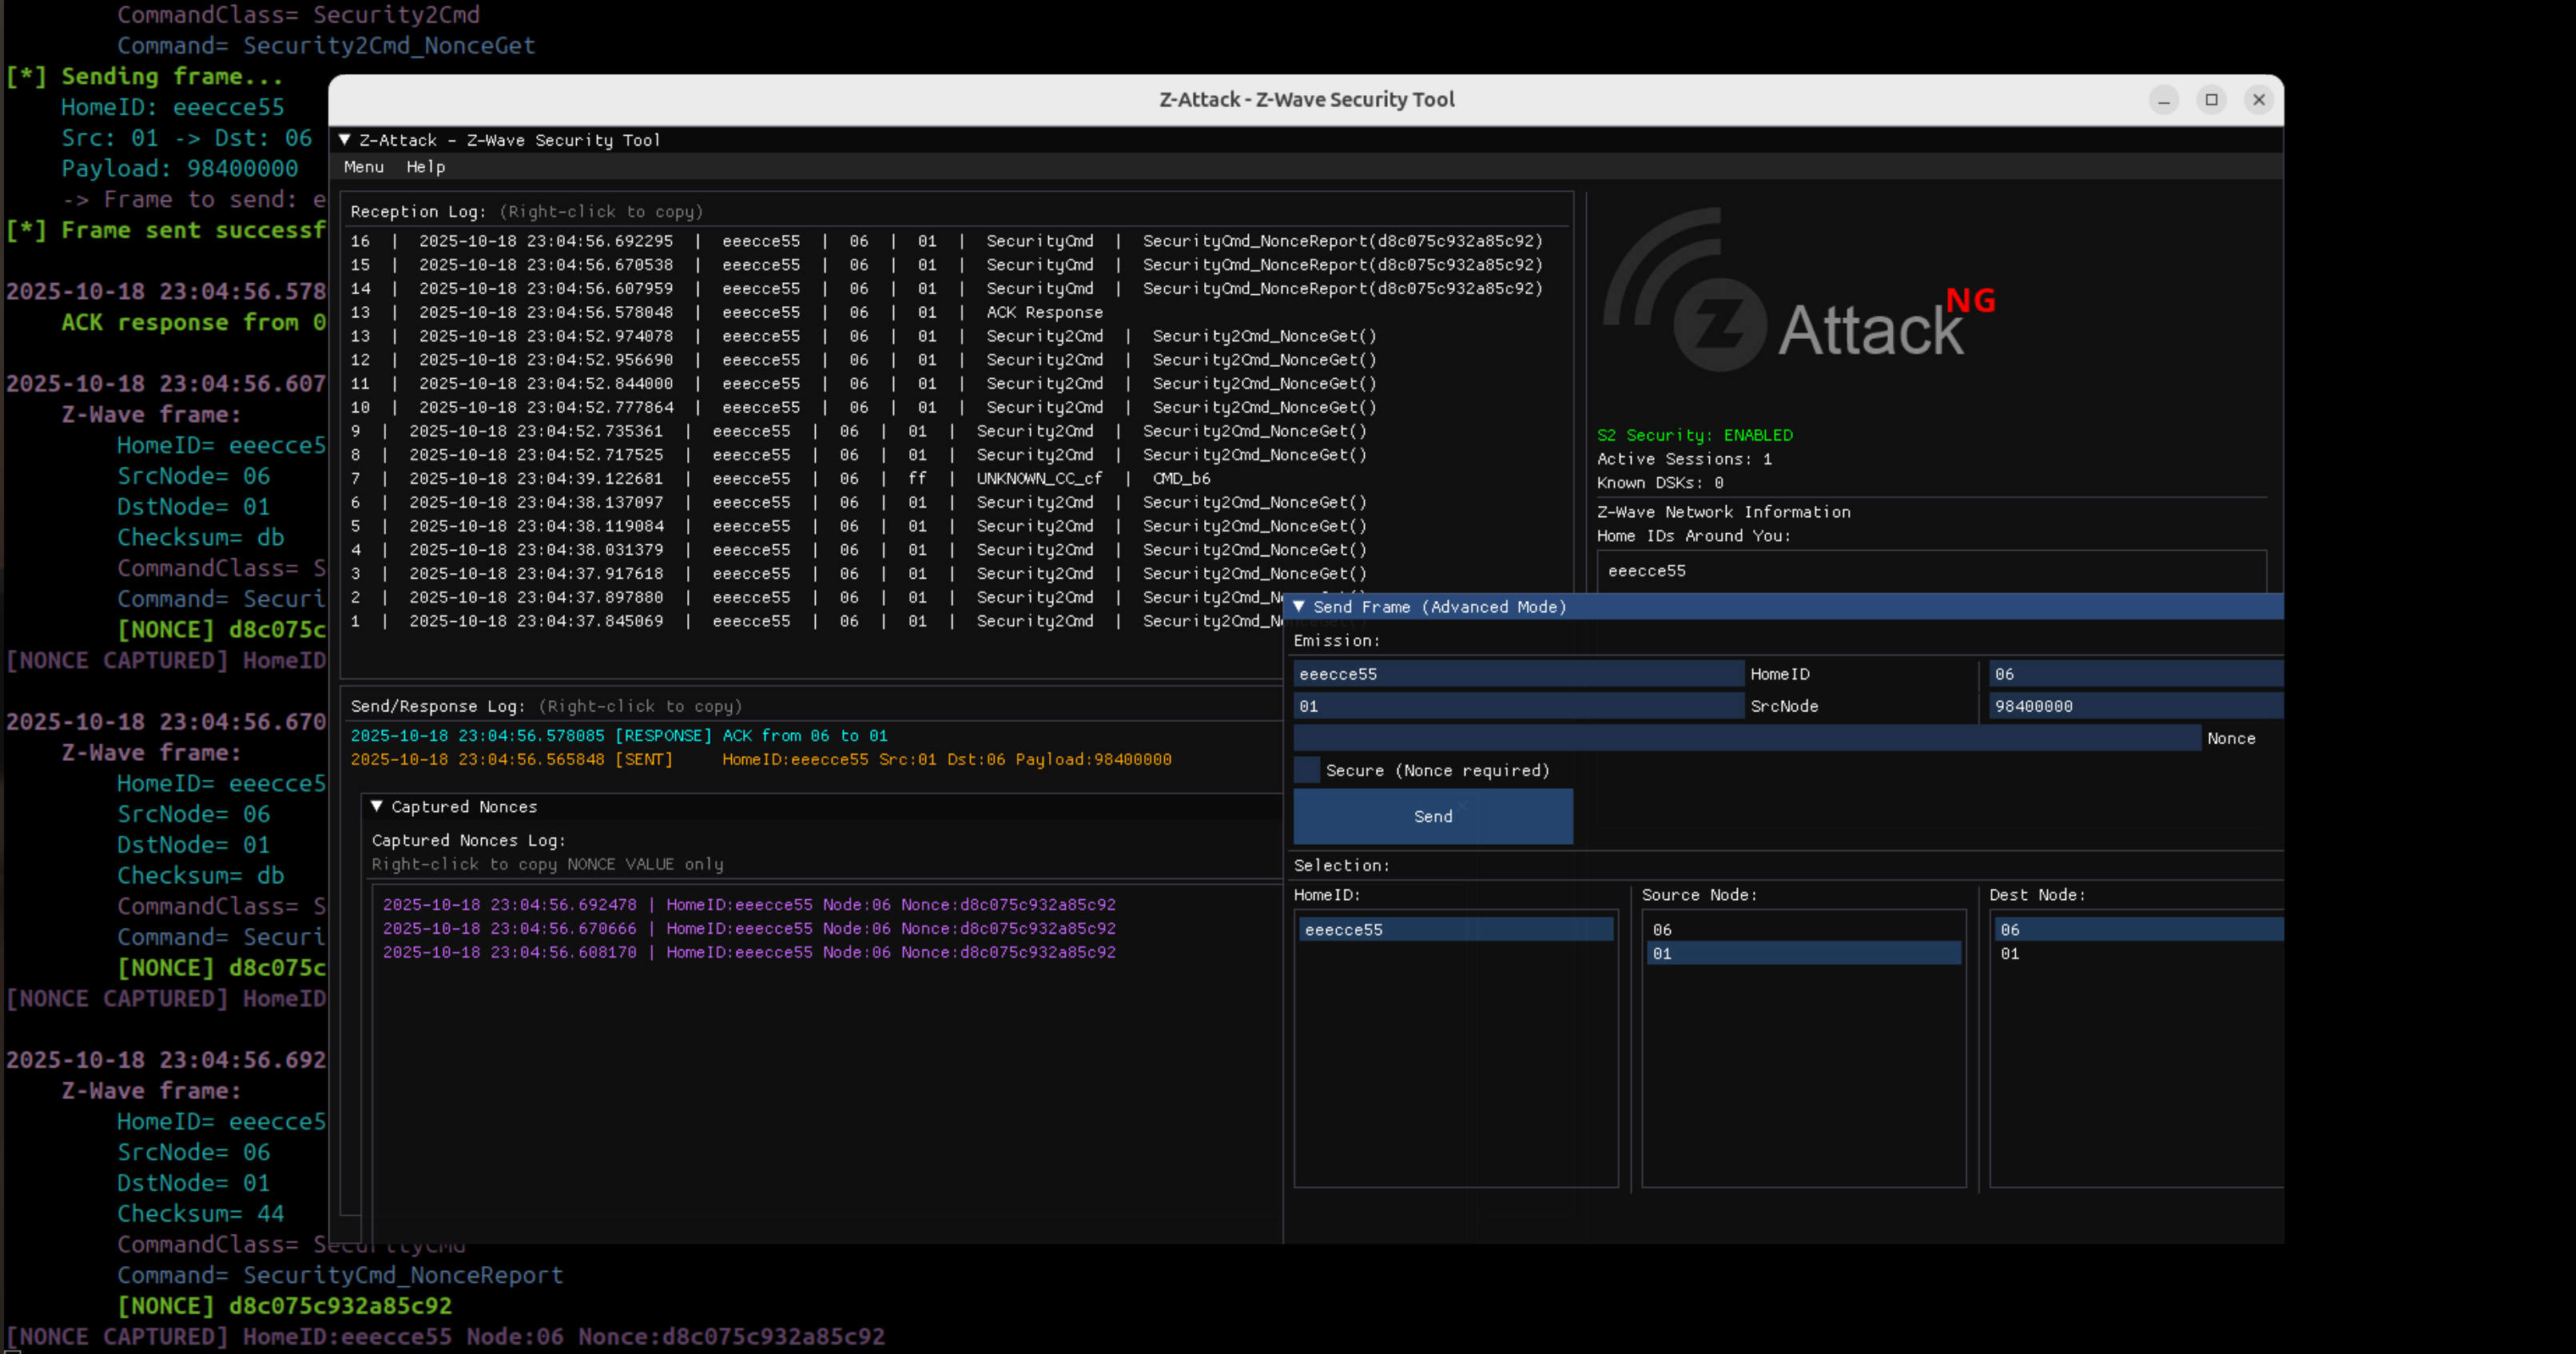 CommandClass= Security2Cmd
Command= Security2Cmd_NonceGet
[*] Sending frame...
HomeID: eeecce55
Src: 01 -> Dst: 06
Payload: 98400000
-> Frame to send: e
[*] Frame sent successf
2025-10-18 23:04:56.578
ACK response from 0
2025-10-18 23:04:56.607
Z-Wave frame:
HomeID= eeecce5
SrcNode= 06
DstNode= 01
Checksum= db
CommandClass= S
Command= Securi
[NONCE] d8c075c
[NONCE CAPTURED] HomeID
2025-10-18 23:04:56.670
Z-Wave frame:
HomeID= eeecce5
SrcNode= 06
DstNode= 01
Checksum= db
CommandClass= S
Command= Securi
[NONCE] d8c075c
[NONCE CAPTURED] HomeID
2025-10-18 23:04:56.692
Z-Wave frame:
HomeID= eeecce5
SrcNode= 06
DstNode= 01
Checksum= 44
CommandClass= SecurityCmd
Command= SecurityCmd_NonceReport
[NONCE] d8c075c932a85c92
[NONCE CAPTURED] HomeID:eeecce55 Node:06 Nonce:d8c075c932a85c92
Z-Attack - Z-Wave Security Tool
▼ Z-Attack - Z-Wave Security Tool
Menu Help
Reception Log: (Right-click to copy)
16 | 2025-10-18 23:04:56.692295 | eeecce55 | 06 | 01 | SecurityCmd | SecurityCmd_NonceReport(d8c075c932a85c92)
15 | 2025-10-18 23:04:56.670538 | eeecce55 | 06 | 01 | SecurityCmd | SecurityCmd_NonceReport(d8c075c932a85c92)
14 | 2025-10-18 23:04:56.607959 | eeecce55 | 06 | 01 | SecurityCmd | SecurityCmd_NonceReport(d8c075c932a85c92)
13 | 2025-10-18 23:04:56.578048 | eeecce55 | 06 | 01 | ACK Response
13 | 2025-10-18 23:04:52.974078 | eeecce55 | 06 | 01 | Security2Cmd | Security2Cmd_NonceGet()
12 | 2025-10-18 23:04:52.956690 | eeecce55 | 06 | 01 | Security2Cmd | Security2Cmd_NonceGet()
11 | 2025-10-18 23:04:52.844000 | eeecce55 | 06 | 01 | Security2Cmd | Security2Cmd_NonceGet()
10 | 2025-10-18 23:04:52.777864 | eeecce55 | 06 | 01 | Security2Cmd | Security2Cmd_NonceGet()
9 | 2025-10-18 23:04:52.735361 | eeecce55 | 06 | 01 | Security2Cmd | Security2Cmd_NonceGet()
8 | 2025-10-18 23:04:52.717525 | eeecce55 | 06 | 01 | Security2Cmd | Security2Cmd_NonceGet()
7 | 2025-10-18 23:04:39.122681 | eeecce55 | 06 | ff | UNKNOWN_CC_cf | CMD_b6
6 | 2025-10-18 23:04:38.137097 | eeecce55 | 06 | 01 | Security2Cmd | Security2Cmd_NonceGet()
5 | 2025-10-18 23:04:38.119084 | eeecce55 | 06 | 01 | Security2Cmd | Security2Cmd_NonceGet()
4 | 2025-10-18 23:04:38.031379 | eeecce55 | 06 | 01 | Security2Cmd | Security2Cmd_NonceGet()
3 | 2025-10-18 23:04:37.917618 | eeecce55 | 06 | 01 | Security2Cmd | Security2Cmd_NonceGet()
2 | 2025-10-18 23:04:37.897880 | eeecce55 | 06 | 01 | Security2Cmd | Security2Cmd_N
1 | 2025-10-18 23:04:37.845069 | eeecce55 | 06 | 01 | Security2Cmd | Security2Cmd_N
Send/Response Log: (Right-click to copy)
2025-10-18 23:04:56.578085 [RESPONSE] ACK from 06 to 01
2025-10-18 23:04:56.565848 [SENT] HomeID:eeecce55 Src:01 Dst:06 Payload:98400000
▼ Captured Nonces
Captured Nonces Log:
Right-click to copy NONCE VALUE only
2025-10-18 23:04:56.692478 | HomeID:eeecce55 Node:06 Nonce:d8c075c932a85c92
2025-10-18 23:04:56.670666 | HomeID:eeecce55 Node:06 Nonce:d8c075c932a85c92
2025-10-18 23:04:56.608170 | HomeID:eeecce55 Node:06 Nonce:d8c075c932a85c92
Z Attack NG
S2 Security: ENABLED
Active Sessions: 1
Known DSKs: 0
Z-Wave Network Information
Home IDs Around You:
eeecce55
▼ Send Frame (Advanced Mode)
Emission:
eeecce55 HomeID 06
01 SrcNode 98400000
Nonce
Secure (Nonce required)
Send
Selection:
HomeID: Source Node: Dest Node:
eeecce55 06 06
01 01